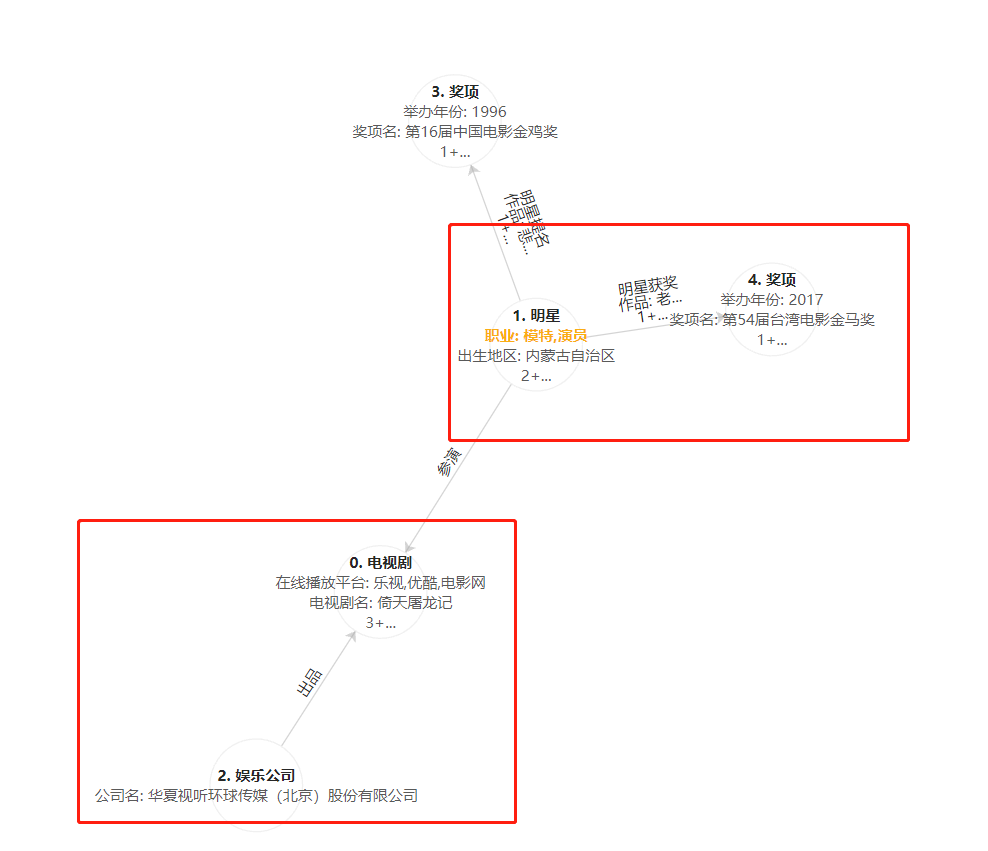 3. 奖项
举办年份: 1996
奖项名: 第16届中国电影金鸡奖
1+...
明星提名
作品: 悲...
1+...
4. 奖项
举办年份: 2017
奖项名: 第54届台湾电影金马奖
1+...
明星获奖
作品: 老...
1+...
1. 明星
职业: 模特,演员
出生地区: 内蒙古自治区
2+...
参演
0. 电视剧
在线播放平台: 乐视,优酷,电影网
电视剧名: 倚天屠龙记
3+...
出品
2. 娱乐公司
公司名: 华夏视听环球传媒（北京）股份有限公司